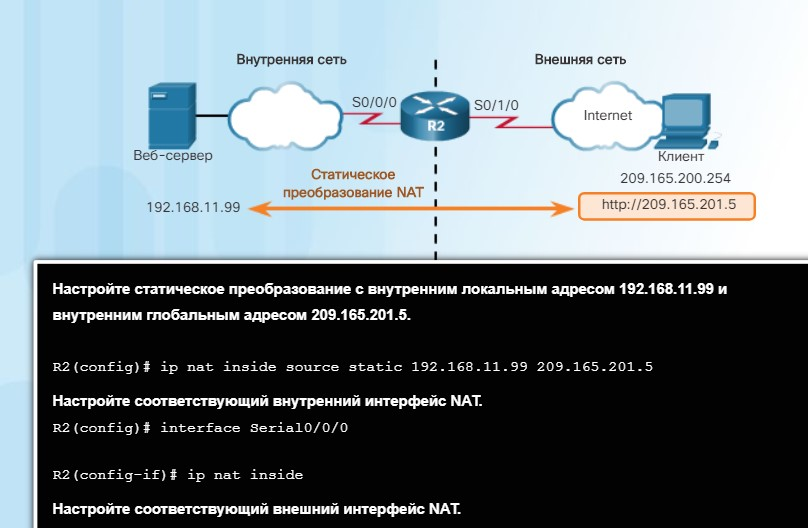 Внутренняя сеть
Внешняя сеть
S0/0/0
S0/1/0
R2
Internet
Веб-сервер
Клиент
209.165.200.254
Статическое
преобразование NAT
192.168.11.99
http://209.165.201.5
Настройте статическое преобразование с внутренним локальным адресом 192.168.11.99 и
внутренним глобальным адресом 209.165.201.5.
R2(config)# ip nat inside source static 192.168.11.99 209.165.201.5
Настройте соответствующий внутренний интерфейс NAT.
R2(config)# interface Serial0/0/0
R2(config-if)# ip nat inside
Настройте соответствующий внешний интерфейс NAT.